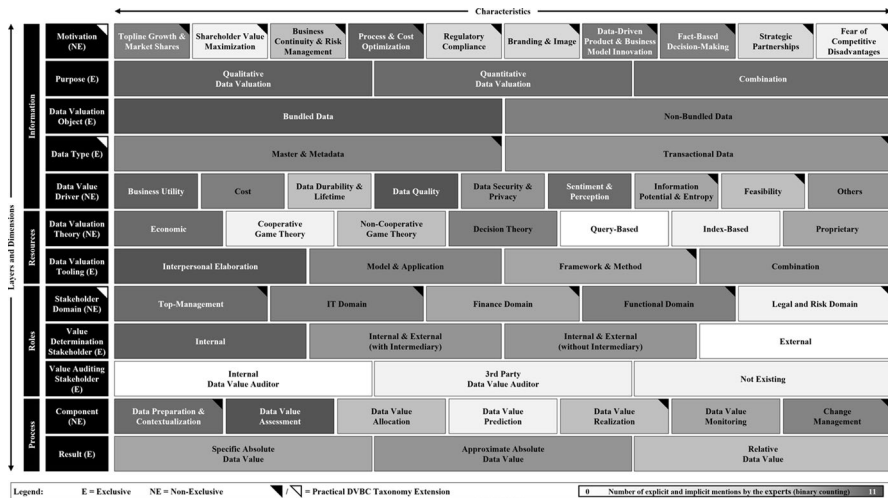 Characteristics
Layers and Dimensions
Information
Motivation
(NE)
Topline Growth &
Market Shares
Shareholder Value
Maximization
Business
Continuity & Risk
Management
Process & Cost
Optimization
Regulatory
Compliance
Branding & Image
Data-Driven
Product & Business
Model Innovation
Fact-Based
Decision-Making
Strategic
Partnerships
Fear of
Competitive
Disadvantages
Purpose (E)
Qualitative
Data Valuation
Quantitative
Data Valuation
Combination
Data Valuation
Object (E)
Bundled Data
Non-Bundled Data
Data Type (E)
Master & Metadata
Transactional Data
Data Value
Driver (NE)
Business Utility
Cost
Data Durability &
Lifetime
Data Quality
Data Security &
Privacy
Sentiment &
Perception
Information
Potential & Entropy
Feasibility
Others
Resources
Data Valuation
Theory (NE)
Economic
Cooperative
Game Theory
Non-Cooperative
Game Theory
Decision Theory
Query-Based
Index-Based
Proprietary
Data Valuation
Tooling (E)
Interpersonal Elaboration
Model & Application
Framework & Method
Combination
Roles
Stakeholder
Domain (NE)
Top-Management
IT Domain
Finance Domain
Functional Domain
Legal and Risk Domain
Value
Determination
Stakeholder (E)
Internal
Internal & External
(with Intermediary)
Internal & External
(without Intermediary)
External
Value Auditing
Stakeholder
(E)
Internal
Data Value Auditor
3rd Party
Data Value Auditor
Not Existing
Process
Component
(NE)
Data Preparation &
Contextualization
Data Value
Assessment
Data Value
Allocation
Data Value
Prediction
Data Value
Realization
Data Value
Monitoring
Change
Management
Result (E)
Specific Absolute
Data Value
Approximate Absolute
Data Value
Relative
Data Value
Legend: E = Exclusive NE = Non-Exclusive / = Practical DVBC Taxonomy Extension
0 Number of explicit and implicit mentions by the experts (binary counting) 11